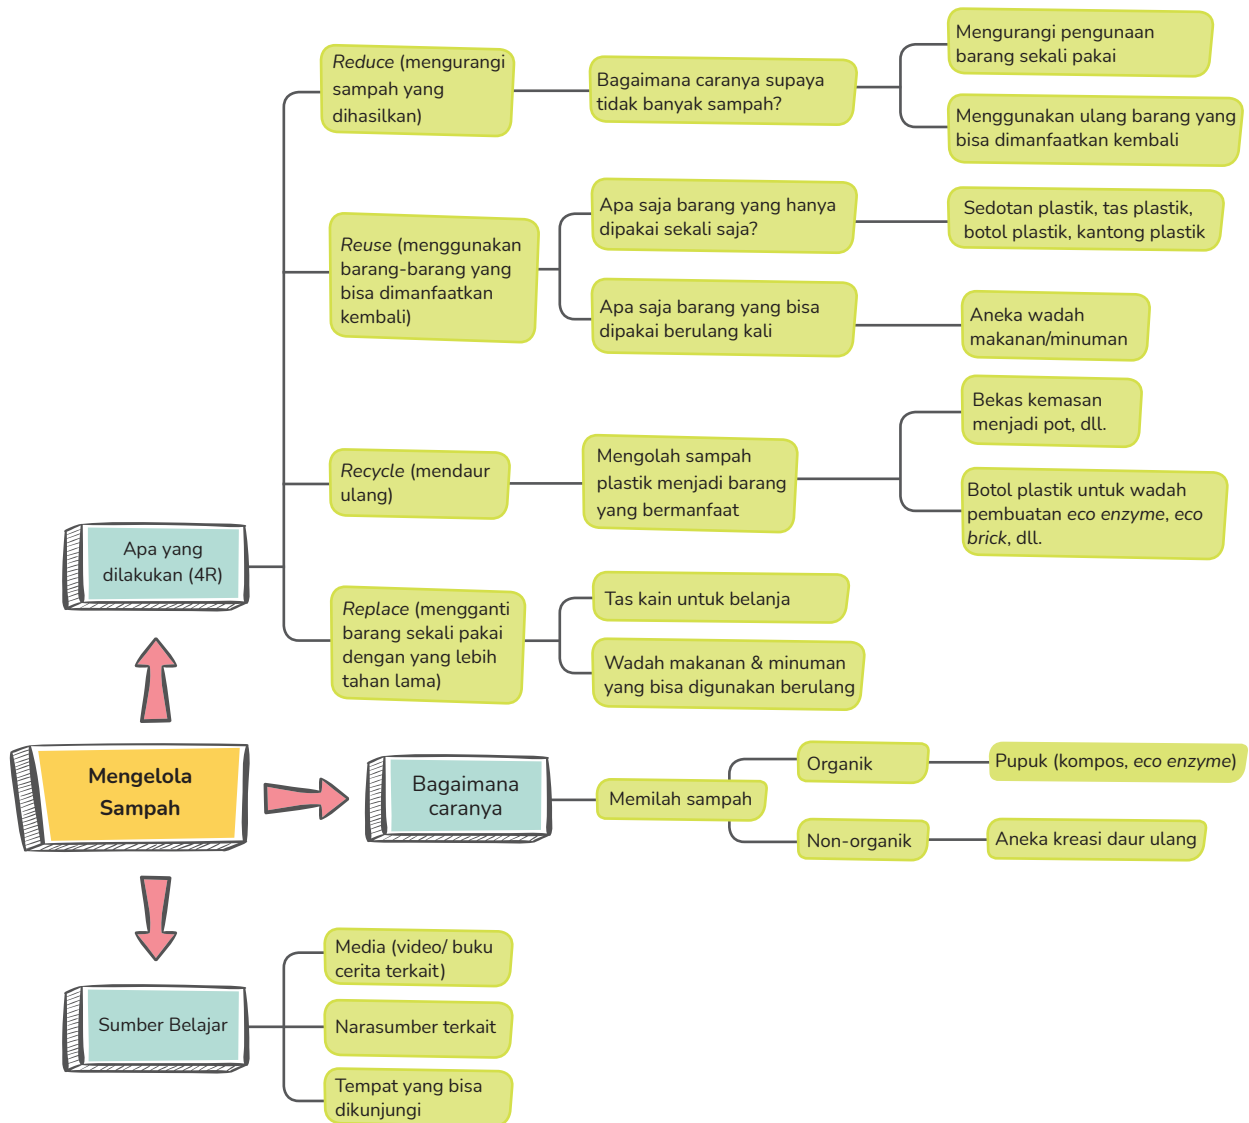 Reduce (mengurangi
sampah yang
dihasilkan)
Bagaimana caranya supaya
tidak banyak sampah?
Mengurangi pengunaan
barang sekali pakai
Menggunakan ulang barang yang
bisa dimanfaatkan kembali
Reuse (menggunakan
barang-barang yang
bisa dimanfaatkan
kembali)
Apa saja barang yang hanya
dipakai sekali saja?
Sedotan plastik, tas plastik,
botol plastik, kantong plastik
Apa saja barang yang bisa
dipakai berulang kali
Aneka wadah
makanan/minuman
Recycle (mendaur
ulang)
Mengolah sampah
plastik menjadi barang
yang bermanfaat
Bekas kemasan
menjadi pot, dll.
Botol plastik untuk wadah
pembuatan eco enzyme, eco
brick, dll.
Apa yang
dilakukan (4R)
Replace (mengganti
barang sekali pakai
dengan yang lebih
tahan lama)
Tas kain untuk belanja
Wadah makanan & minuman
yang bisa digunakan berulang
Mengelola
Sampah
Bagaimana
caranya
Memilah sampah
Organik
Pupuk (kompos, eco enzyme)
Non-organik
Aneka kreasi daur ulang
Sumber Belajar
Media (video/ buku
cerita terkait)
Narasumber terkait
Tempat yang bisa
dikunjungi